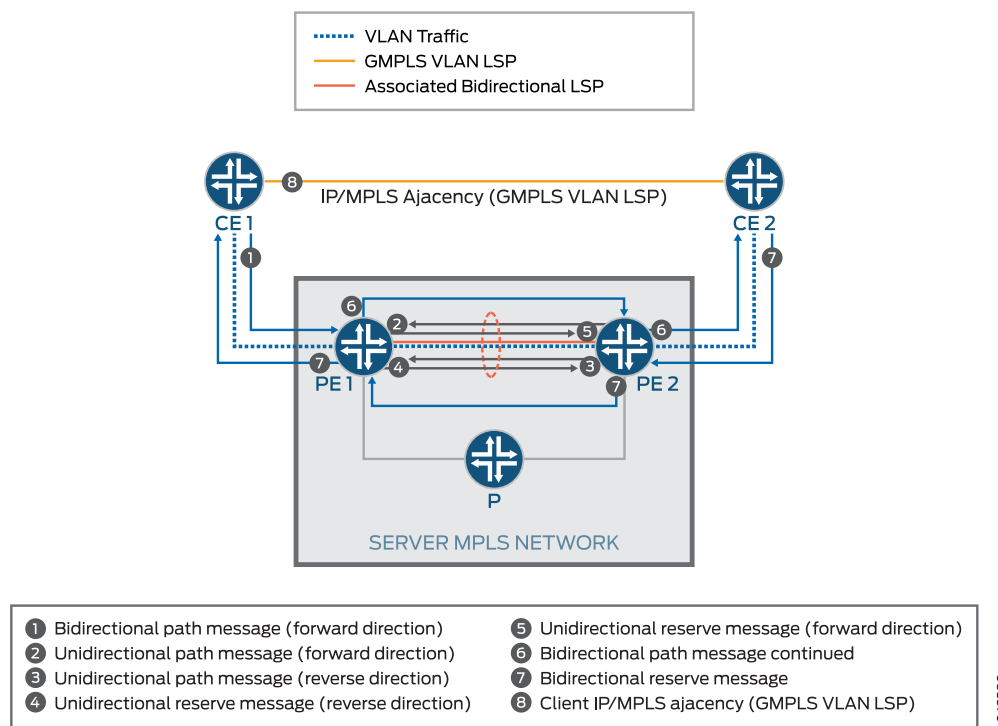 VLAN Traffic
GMPLS VLAN LSP
Associated Bidirectional LSP
8
IP/MPLS Ajacency (GMPLS VLAN LSP)
CE 1
CE 2
1
7
6
2
5
6
7
4
3
PE 1
7
PE 2
P
SERVER MPLS NETWORK
1 Bidirectional path message (forward direction)
2 Unidirectional path message (forward direction)
3 Unidirectional path message (reverse direction)
4 Unidirectional reserve message (reverse direction)
5 Unidirectional reserve message (forward direction)
6 Bidirectional path message continued
7 Bidirectional reserve message
8 Client IP/MPLS ajacency (GMPLS VLAN LSP)